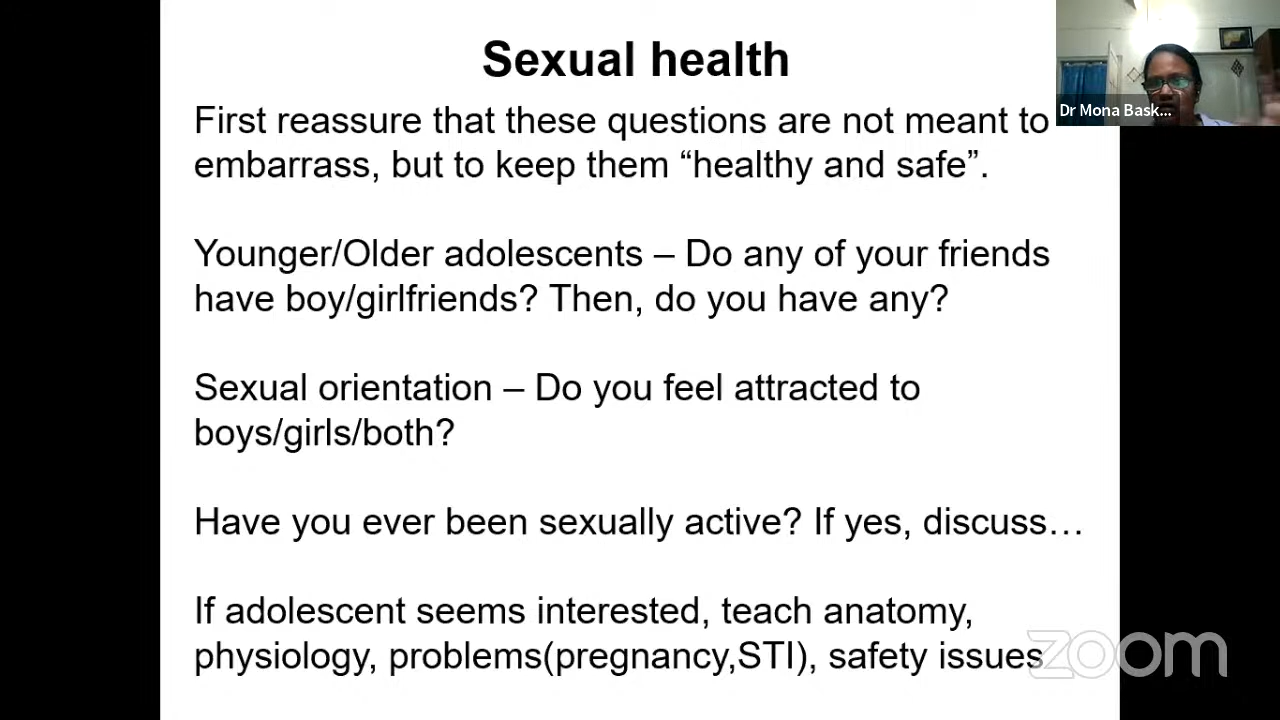 Sexual health
First reassure that these questions are not meant to
embarrass, but to keep them “healthy and safe”.
Younger/Older adolescents – Do any of your friends
have boy/girlfriends? Then, do you have any?
Sexual orientation – Do you feel attracted to
boys/girls/both?
Have you ever been sexually active? If yes, discuss…
If adolescent seems interested, teach anatomy,
physiology, problems(pregnancy,STI), safety issues
Dr Mona Bask...
zoom